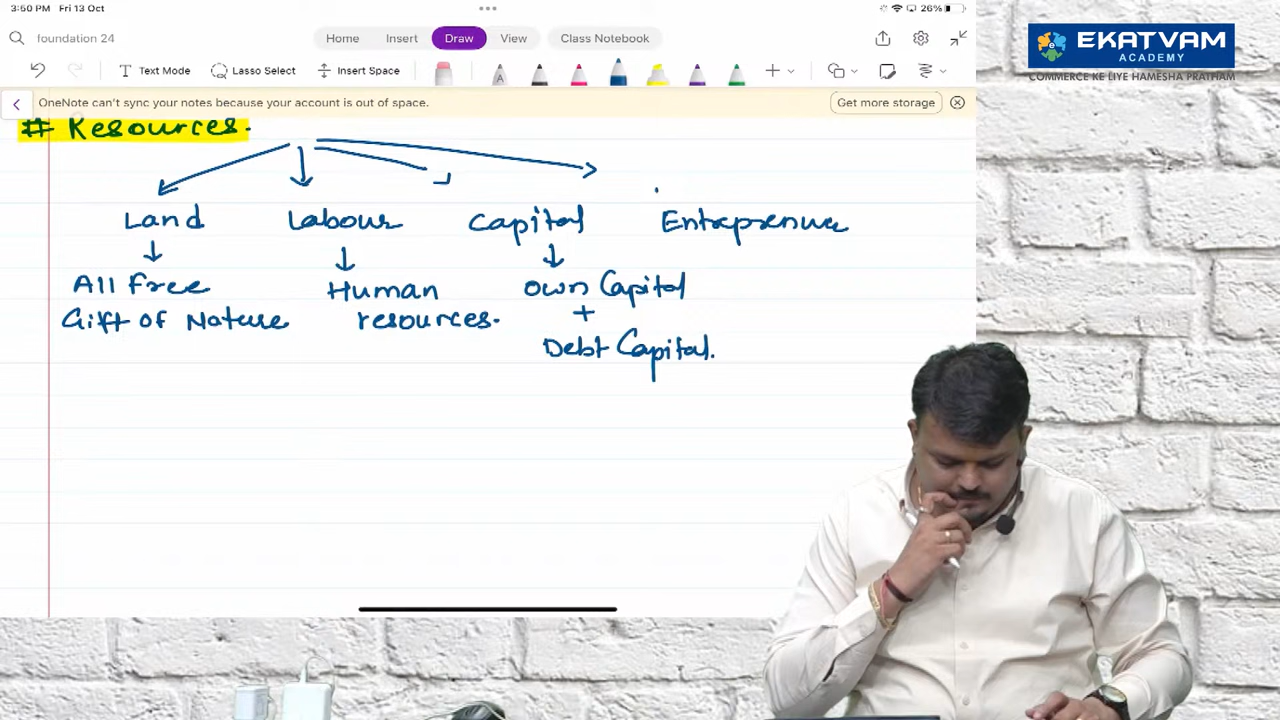 3:50 PM Fri 13 Oct
26%
foundation 24
Home Insert Draw View Class Notebook
Text Mode Lasso Select Insert Space
OneNote can't sync your notes because your account is out of space.
Get more storage
# Resources.
Land Labour Capital Entreprenue
All Free
Gift of Nature
Human
resources.
Own Capital
+
Debt Capital.
EKATVAM
ACADEMY
COMMERCE KE LIYE HAMESHA PRATHAM